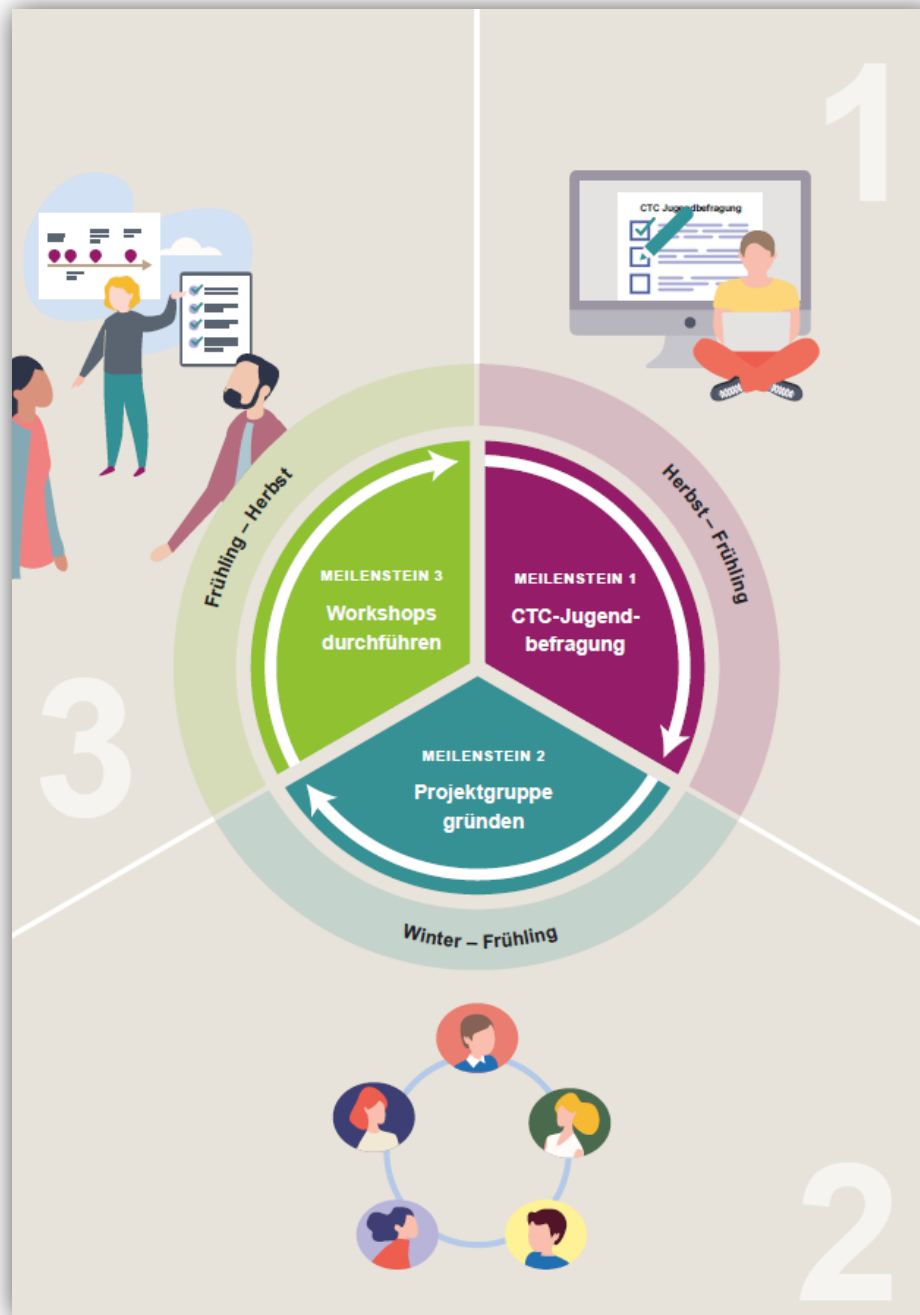 1
CTC Jugendbefragung
Herbst – Frühling
MEILENSTEIN 1
CTC-Jugend-
befragung
2
MEILENSTEIN 2
Projektgruppe
gründen
Winter – Frühling
3
MEILENSTEIN 3
Workshops
durchführen
Frühling – Herbst